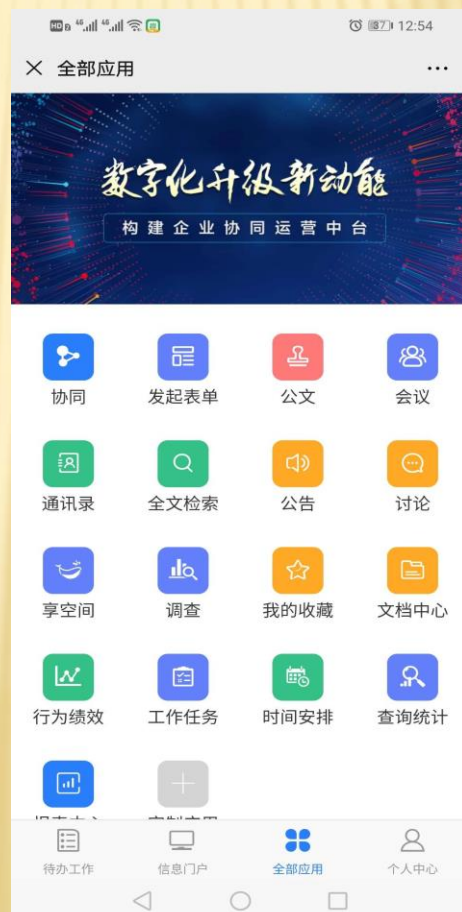 12:54
全部应用
数字化升级新动能
构建企业协同运营中台
协同 发起表单 公文 会议
通讯录 全文检索 公告 讨论
享空间 调查 我的收藏 文档中心
行为绩效 工作任务 时间安排 查询统计
待办工作 信息门户 全部应用 个人中心